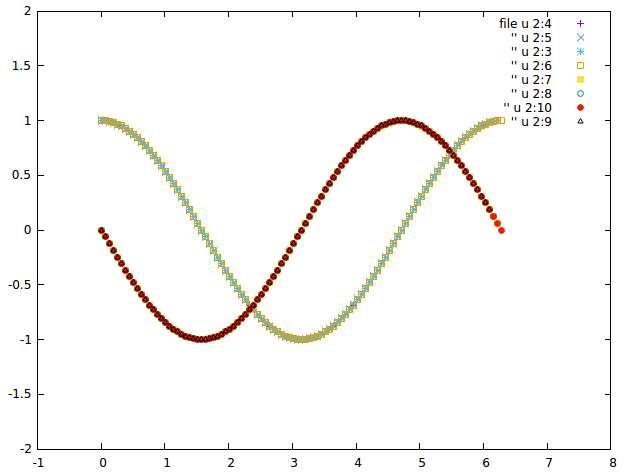 2
1.5
1
0.5
0
-0.5
-1
-1.5
-2
-1 0 1 2 3 4 5 6 7 8
file u 2:4
'' u 2:5
'' u 2:3
'' u 2:6
'' u 2:7
'' u 2:8
'' u 2:10
'' u 2:9